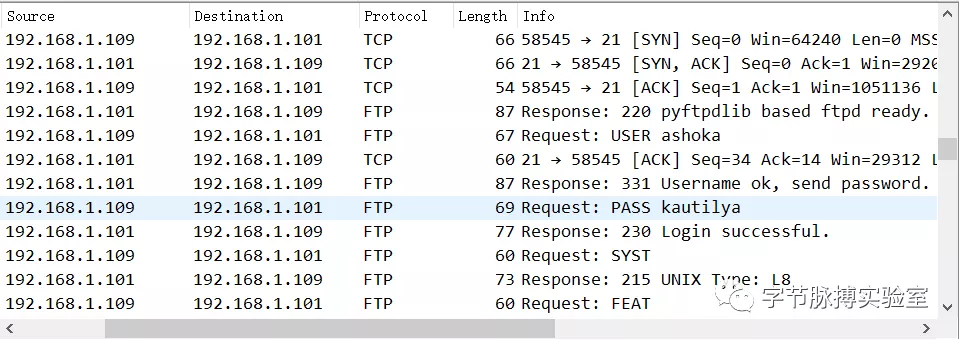 Source Destination Protocol Length Info
192.168.1.109 192.168.1.101 TCP 66 58545 → 21 [SYN] Seq=0 Win=64240 Len=0 MSS
192.168.1.101 192.168.1.109 TCP 66 21 → 58545 [SYN, ACK] Seq=0 Ack=1 Win=2920
192.168.1.109 192.168.1.101 TCP 54 58545 → 21 [ACK] Seq=1 Ack=1 Win=1051136 L
192.168.1.101 192.168.1.109 FTP 87 Response: 220 pyftpdlib based ftpd ready.
192.168.1.109 192.168.1.101 FTP 67 Request: USER ashoka
192.168.1.101 192.168.1.109 TCP 60 21 → 58545 [ACK] Seq=34 Ack=14 Win=29312 L
192.168.1.101 192.168.1.109 FTP 87 Response: 331 Username ok, send password.
192.168.1.109 192.168.1.101 FTP 69 Request: PASS kautilya
192.168.1.101 192.168.1.109 FTP 77 Response: 230 Login successful.
192.168.1.109 192.168.1.101 FTP 60 Request: SYST
192.168.1.101 192.168.1.109 FTP 73 Response: 215 UNIX Type: L8
192.168.1.109 192.168.1.101 FTP 60 Request: FEAT
字节脉搏实验室